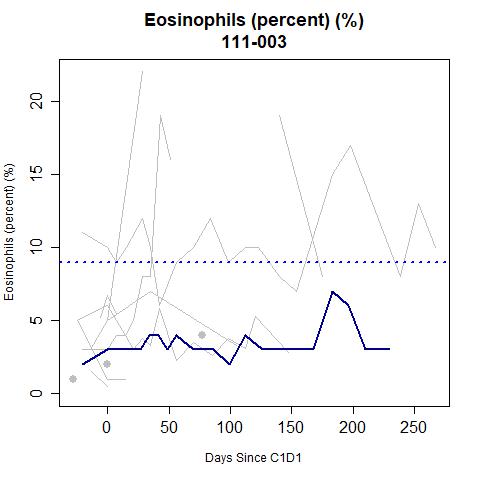 Eosinophils (percent) (%)
111-003
Eosinophils (percent) (%)
20
15
10
5
0
0 50 100 150 200 250
Days Since C1D1